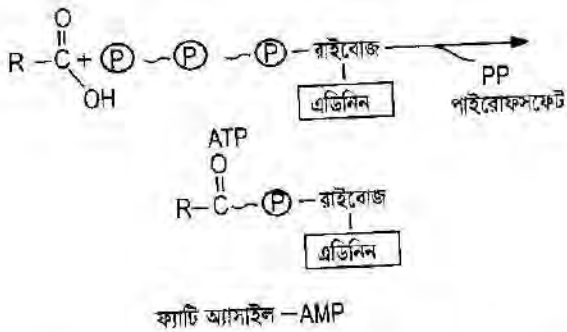 O
R – C + P ~ P ~ P – রাইবোজ
OH
এডিনিন
PP
পাইরোফসফেট
ATP
O
R – C ~ P – রাইবোজ
এডিনিন
ফ্যাটি অ্যাসাইল – AMP